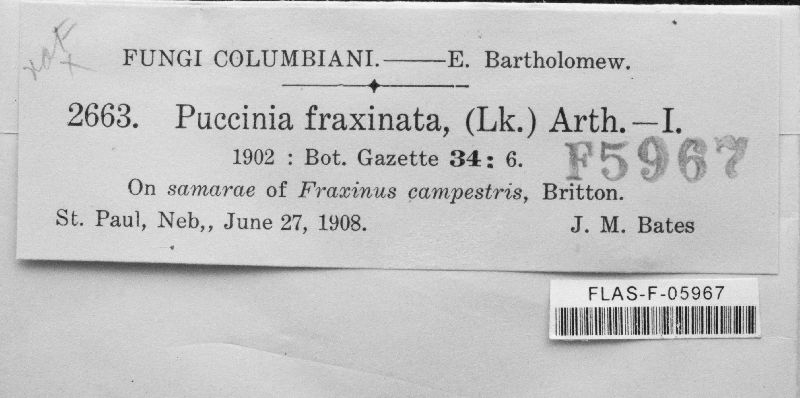 FUNGI COLUMBIANI.——E. Bartholomew.
2663. Puccinia fraxinata, (Lk.) Arth.—I.
1902 : Bot. Gazette 34: 6.
F5967
On samarae of Fraxinus campestris, Britton.
St. Paul, Neb,, June 27, 1908. J. M. Bates
FLAS-F-05967